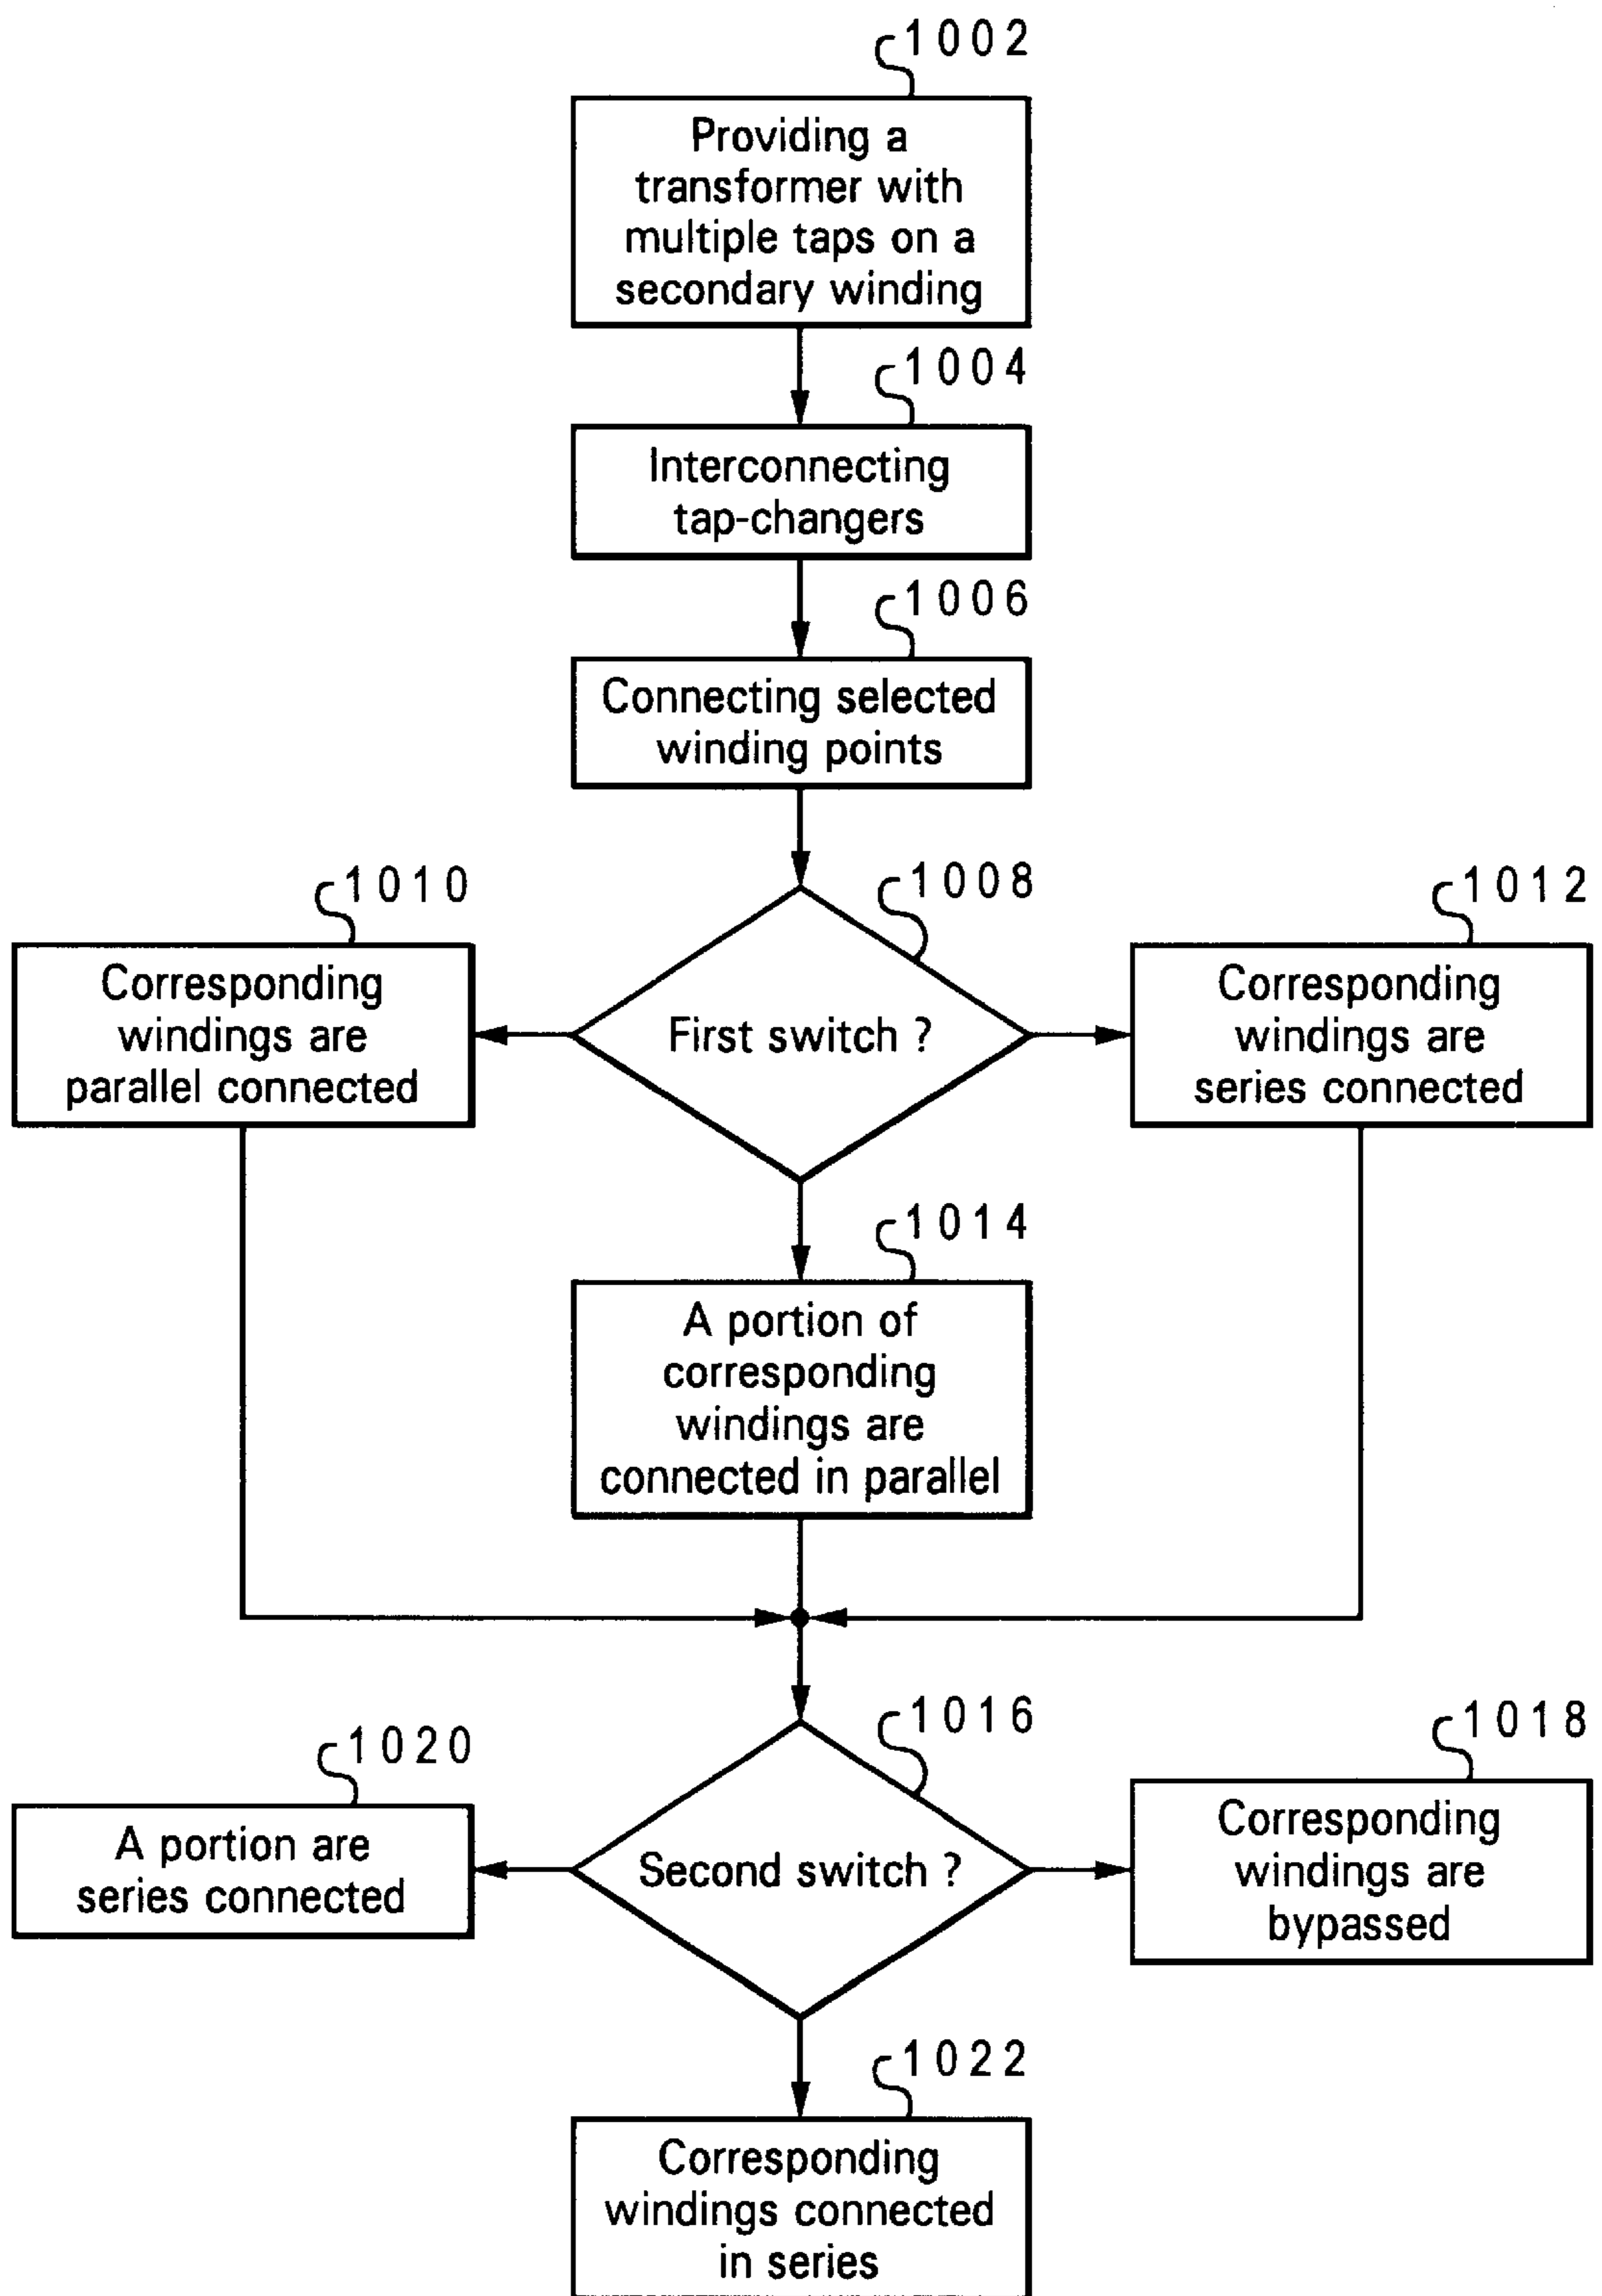 1002
Providing a
transformer with
multiple taps on a
secondary winding
1004
Interconnecting
tap-changers
1006
Connecting selected
winding points
1008
First switch ?
1010
Corresponding
windings are
parallel connected
1012
Corresponding
windings are
series connected
1014
A portion of
corresponding
windings are
connected in parallel
1016
Second switch ?
1020
A portion are
series connected
1018
Corresponding
windings are
bypassed
1022
Corresponding
windings connected
in series